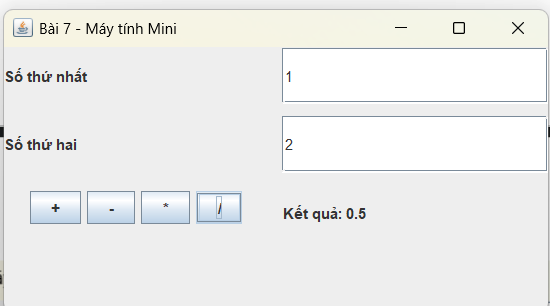 Bài 7 - Máy tính Mini
Số thứ nhất 1
Số thứ hai 2
+ - * /
Kết quả: 0.5